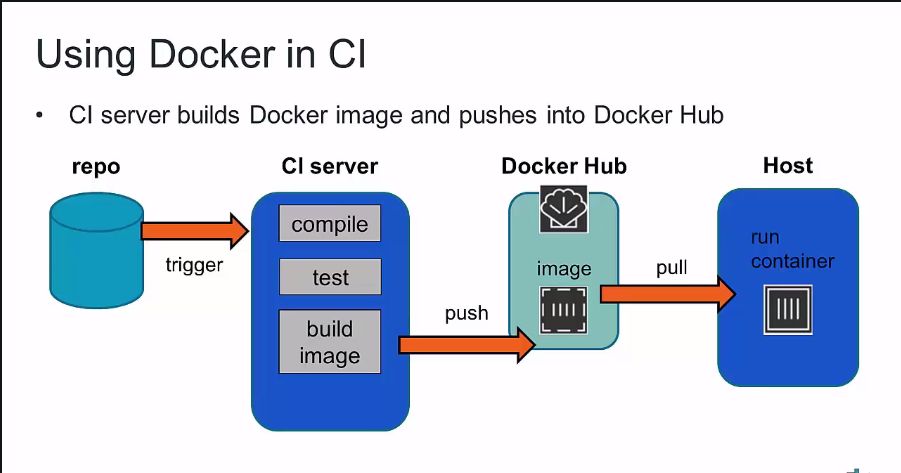 Using Docker in CI
• CI server builds Docker image and pushes into Docker Hub
repo
CI server
Docker Hub
Host
trigger
compile
test
build
image
push
image
pull
run
container